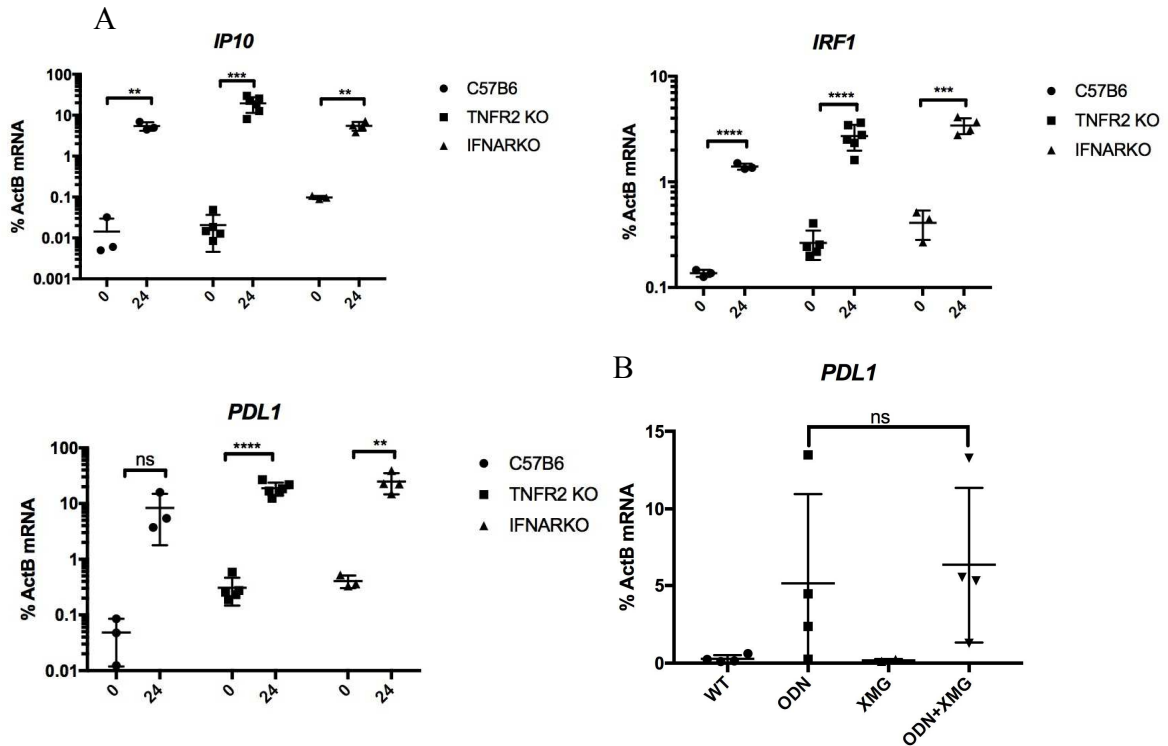 A
IP10
100
10
1
0.1
0.01
0.001
% ActB mRNA
** *** **
0 24 0 24 0 24
C57B6
TNFR2 KO
IFNARKO
IRF1
10
1
0.1
% ActB mRNA
**** **** ***
0 24 0 24 0 24
C57B6
TNFR2 KO
IFNARKO
PDL1
100
10
1
0.1
0.01
% ActB mRNA
ns **** **
0 24 0 24 0 24
C57B6
TNFR2 KO
IFNARKO
B
PDL1
15
10
5
0
% ActB mRNA
ns
WT ODN XMG ODN+XMG